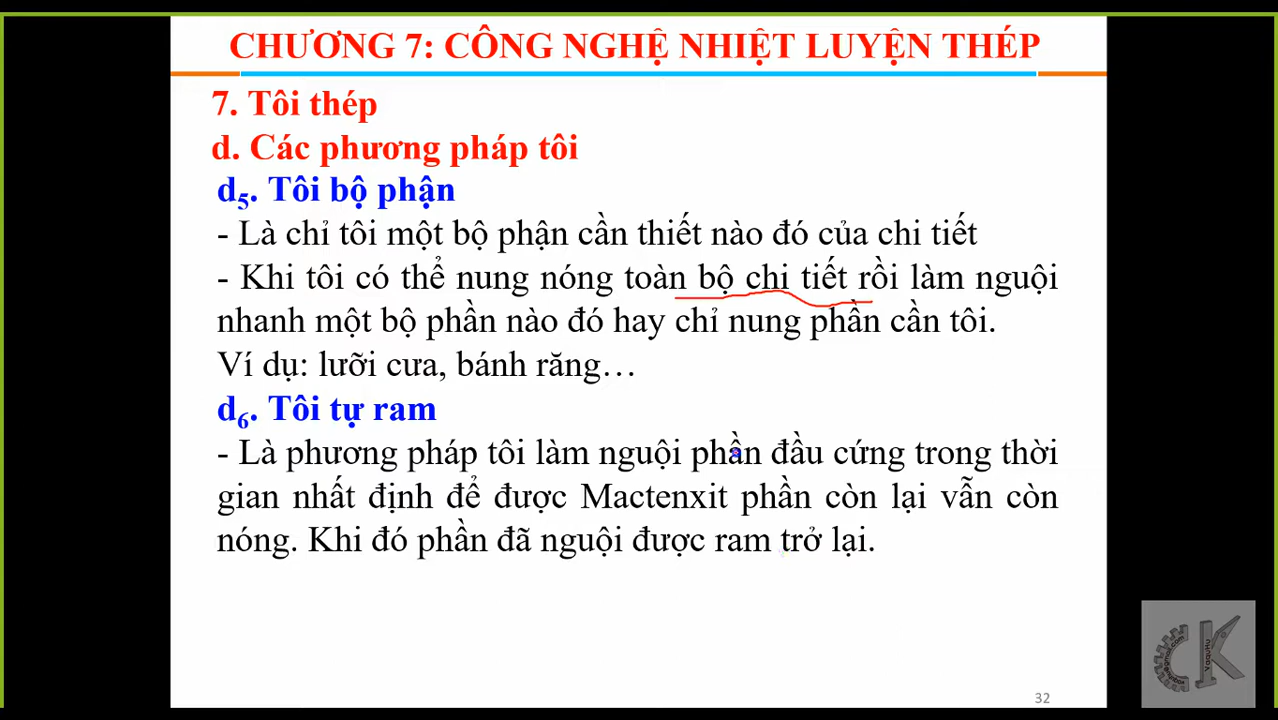 CHƯƠNG 7: CÔNG NGHỆ NHIỆT LUYỆN THÉP
7. Tôi thép
d. Các phương pháp tôi
d5. Tôi bộ phận
- Là chỉ tôi một bộ phận cần thiết nào đó của chi tiết
- Khi tôi có thể nung nóng toàn bộ chi tiết rồi làm nguội
nhanh một bộ phần nào đó hay chỉ nung phần cần tôi.
Ví dụ: lưỡi cưa, bánh răng…
d6. Tôi tự ram
- Là phương pháp tôi làm nguội phần đầu cứng trong thời
gian nhất định để được Mactenxit phần còn lại vẫn còn
nóng. Khi đó phần đã nguội được ram trở lại.
32